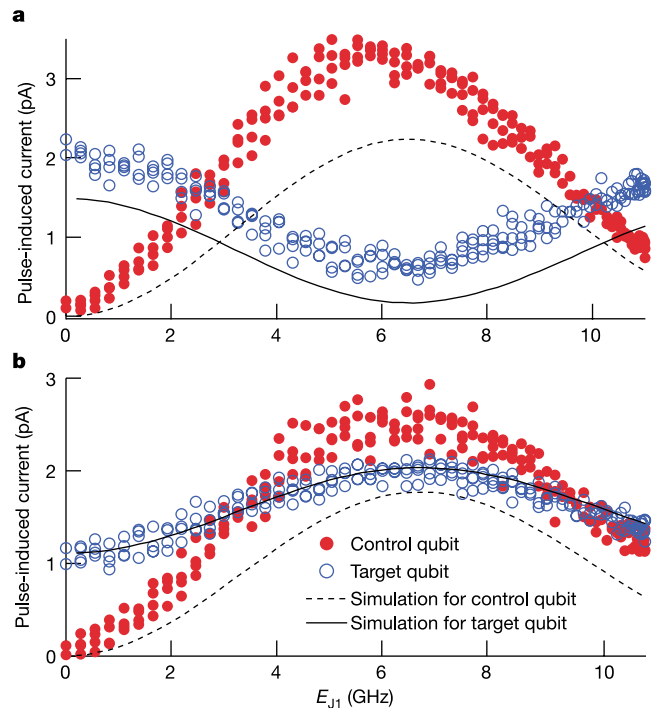 a
Pulse-induced current (pA)
3
2
1
0
0 2 4 6 8 10
b
Pulse-induced current (pA)
3
2
1
0
Control qubit
Target qubit
Simulation for control qubit
Simulation for target qubit
0 2 4 6 8 10
EJ1 (GHz)